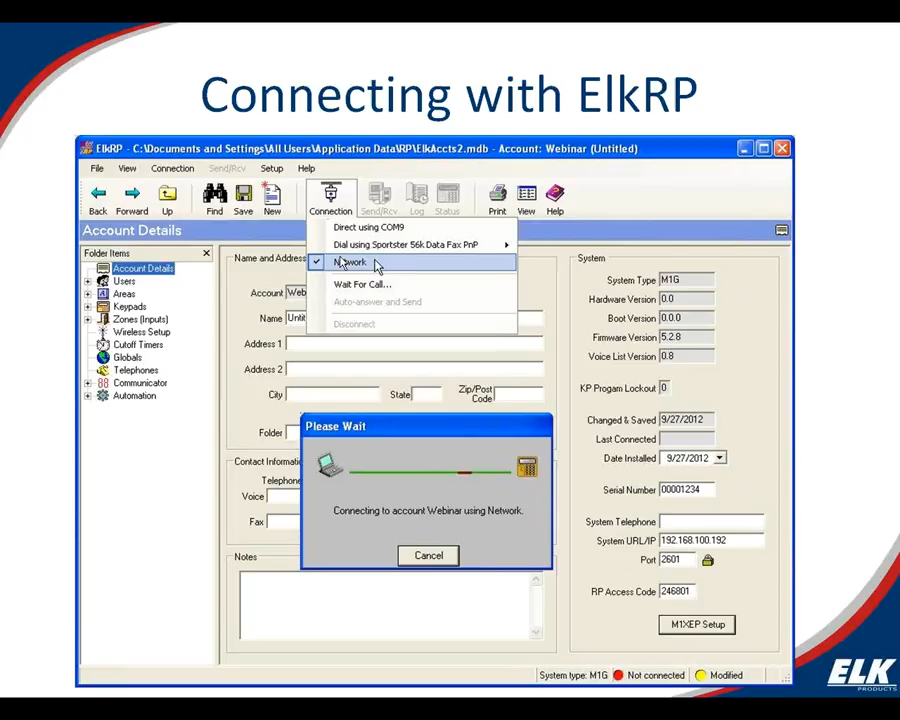 Connecting with ElkRP
ElkRP - C:\Documents and Settings\All Users\Application Data\RP\ElkAccts2.mdb - Account: Webinar (Untitled)
File View Connection Send/Rcv Setup Help
Back Forward Up Find Save New Connection Send/Rcv Log Status Print View Help
Account Details
Direct using COM9
Dial using Sportster 56k Data Fax PnP
Network
Wait For Call...
Auto-answer and Send
Disconnect
Folder Items
Account Details
Users
Areas
Keypads
Zones (Inputs)
Wireless Setup
Cutoff Timers
Globals
Telephones
88 Communicator
Automation
Name and Address
Account Web
Name Untit
Address 1
Address 2
City State Zip/Post Code
Folder
Contact Informatio
Telephone
Voice
Fax
Notes
Please Wait
Connecting to account Webinar using Network.
Cancel
System
System Type M1G
Hardware Version 0.0
Boot Version 0.0.0
Firmware Version 5.2.8
Voice List Version 0.8
KP Progam Lockout 0
Changed & Saved 9/27/2012
Last Connected
Date Installed 9/27/2012
Serial Number 00001234
System Telephone
System URL/IP 192.168.100.192
Port 2601
RP Access Code 246801
M1XEP Setup
System type: M1G Not connected Modified
ELK
PRODUCTS